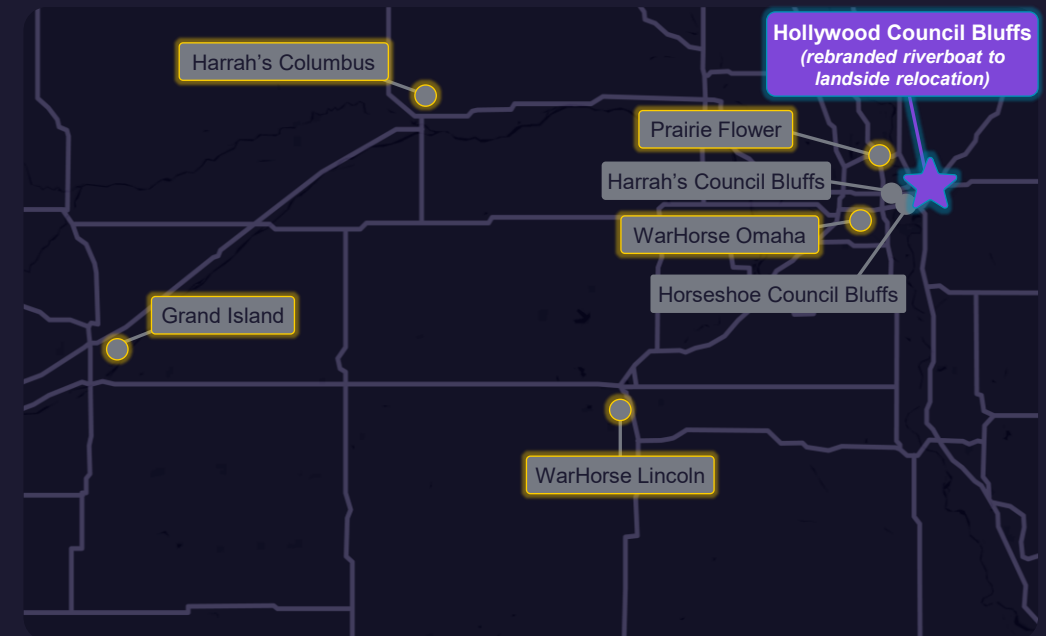 Hollywood Council Bluffs
(rebranded riverboat to
landside relocation)
Harrah’s Columbus
Prairie Flower
Harrah’s Council Bluffs
WarHorse Omaha
Horseshoe Council Bluffs
Grand Island
WarHorse Lincoln